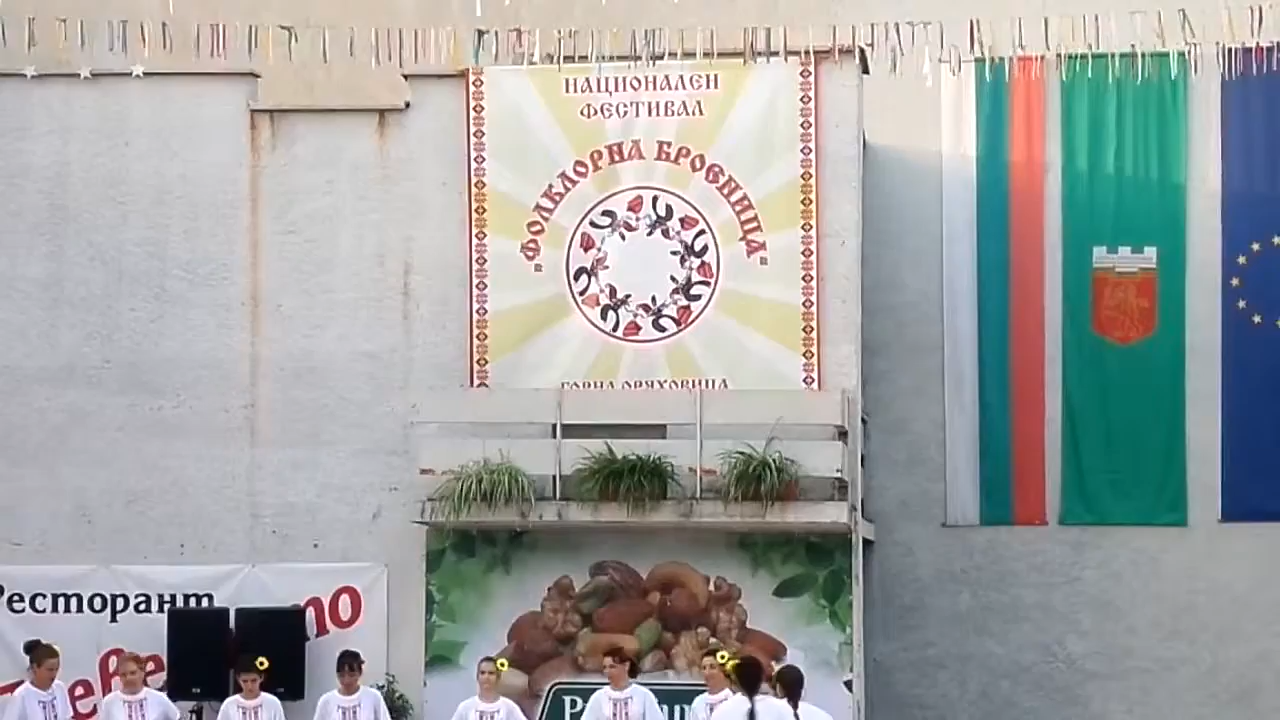 НАЦИОНАЛЕН
ФЕСТИВАЛ
"ФОЛКЛОРНА БРОЕНИЦА"
ГОРНА ОРЯХОВИЦА
Ресторант